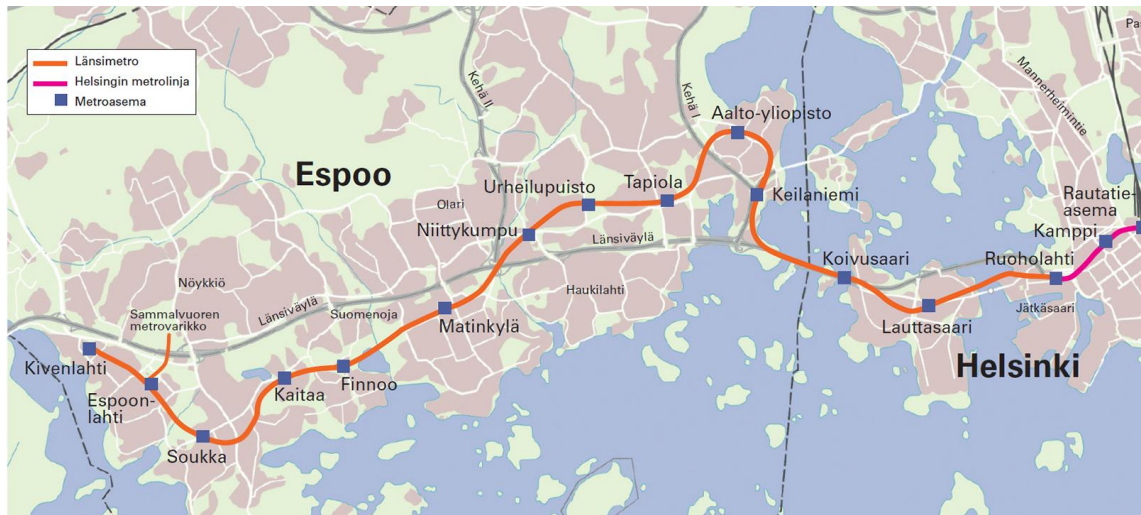 Länsimetro
Helsingin metrolinja
Metroasema
Espoo
Helsinki
Kehä II
Kehä I
Mannerheimintie
Aalto-yliopisto
Urheilupuisto
Tapiola
Keilaniemi
Rautatie-
asema
Olari
Niittykumpu
Länsiväylä
Kamppi
Koivusaari
Ruoholahti
Nöykkiö
Haukilahti
Jätkäsaari
Sammalvuoren
metrovarikko
Länsiväylä
Suomenoja
Matinkylä
Lauttasaari
Kivenlahti
Espoon-
lahti
Kaitaa
Finnoo
Soukka